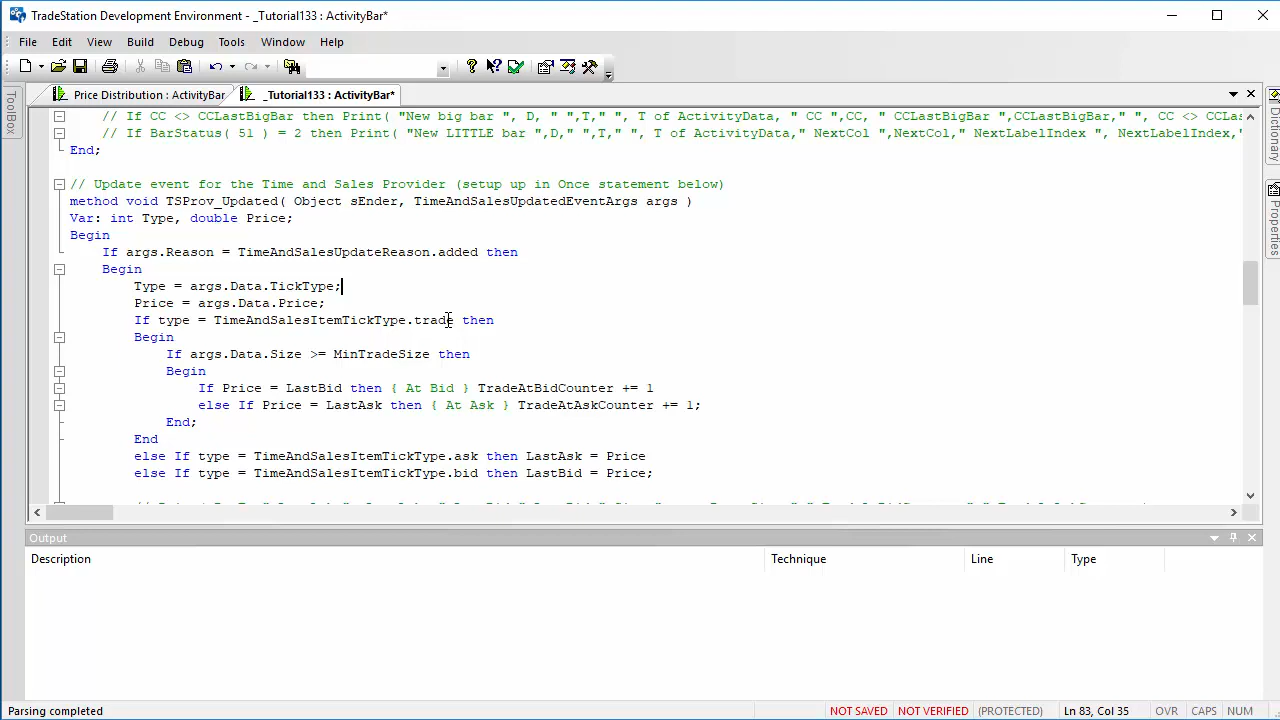 TradeStation Development Environment - _Tutorial133 : ActivityBar*
File Edit View Build Debug Tools Window Help
ToolBox
Price Distribution : ActivityBar
_Tutorial133 : ActivityBar*
Dictionary
Properties
// If CC <> CCLastBigBar then Print( "New big bar ", D, " ",T," ", T of ActivityData, " CC ",CC, " CCLastBigBar ",CCLastBigBar," ", CC <> CCLas
// If BarStatus( 51 ) = 2 then Print( "New LITTLE bar ",D," ",T," ", T of ActivityData," NextCol ",NextCol," NextLabelIndex ", NextLabelIndex,"
End;
// Update event for the Time and Sales Provider (setup up in Once statement below)
method void TSProv_Updated( Object sEnder, TimeAndSalesUpdatedEventArgs args )
Var: int Type, double Price;
Begin
If args.Reason = TimeAndSalesUpdateReason.added then
Begin
Type = args.Data.TickType;
Price = args.Data.Price;
If type = TimeAndSalesItemTickType.trade then
Begin
If args.Data.Size >= MinTradeSize then
Begin
If Price = LastBid then { At Bid } TradeAtBidCounter += 1
else If Price = LastAsk then { At Ask } TradeAtAskCounter += 1;
End;
End
else If type = TimeAndSalesItemTickType.ask then LastAsk = Price
else If type = TimeAndSalesItemTickType.bid then LastBid = Price;
Output
Description Technique Line Type
Parsing completed NOT SAVED NOT VERIFIED (PROTECTED) Ln 83, Col 35 OVR CAPS NUM